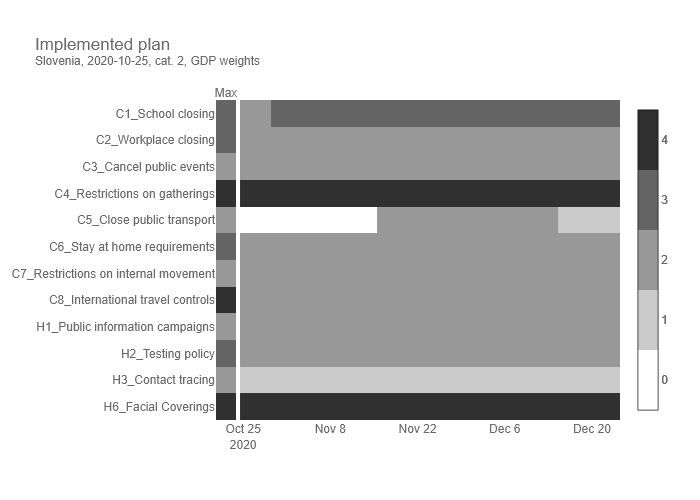 Implemented plan
Slovenia, 2020-10-25, cat. 2, GDP weights
Max
C1_School closing
C2_Workplace closing
C3_Cancel public events
C4_Restrictions on gatherings
C5_Close public transport
C6_Stay at home requirements
C7_Restrictions on internal movement
C8_International travel controls
H1_Public information campaigns
H2_Testing policy
H3_Contact tracing
H6_Facial Coverings
Oct 25 Nov 8 Nov 22 Dec 6 Dec 20
2020
4
3
2
1
0